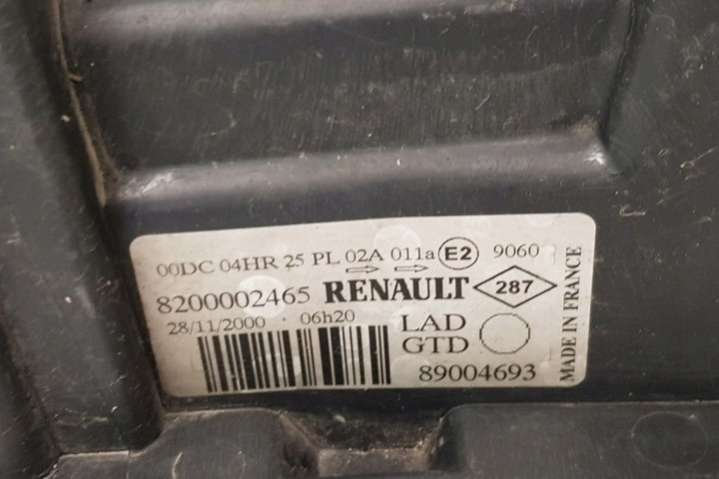 00DC 04HR 25 PL 02A 011a E2 9060
8200002465 RENAULT 287
28/11/2000 · 06h20 LAD
GTD
89004693
MADE IN FRANCE